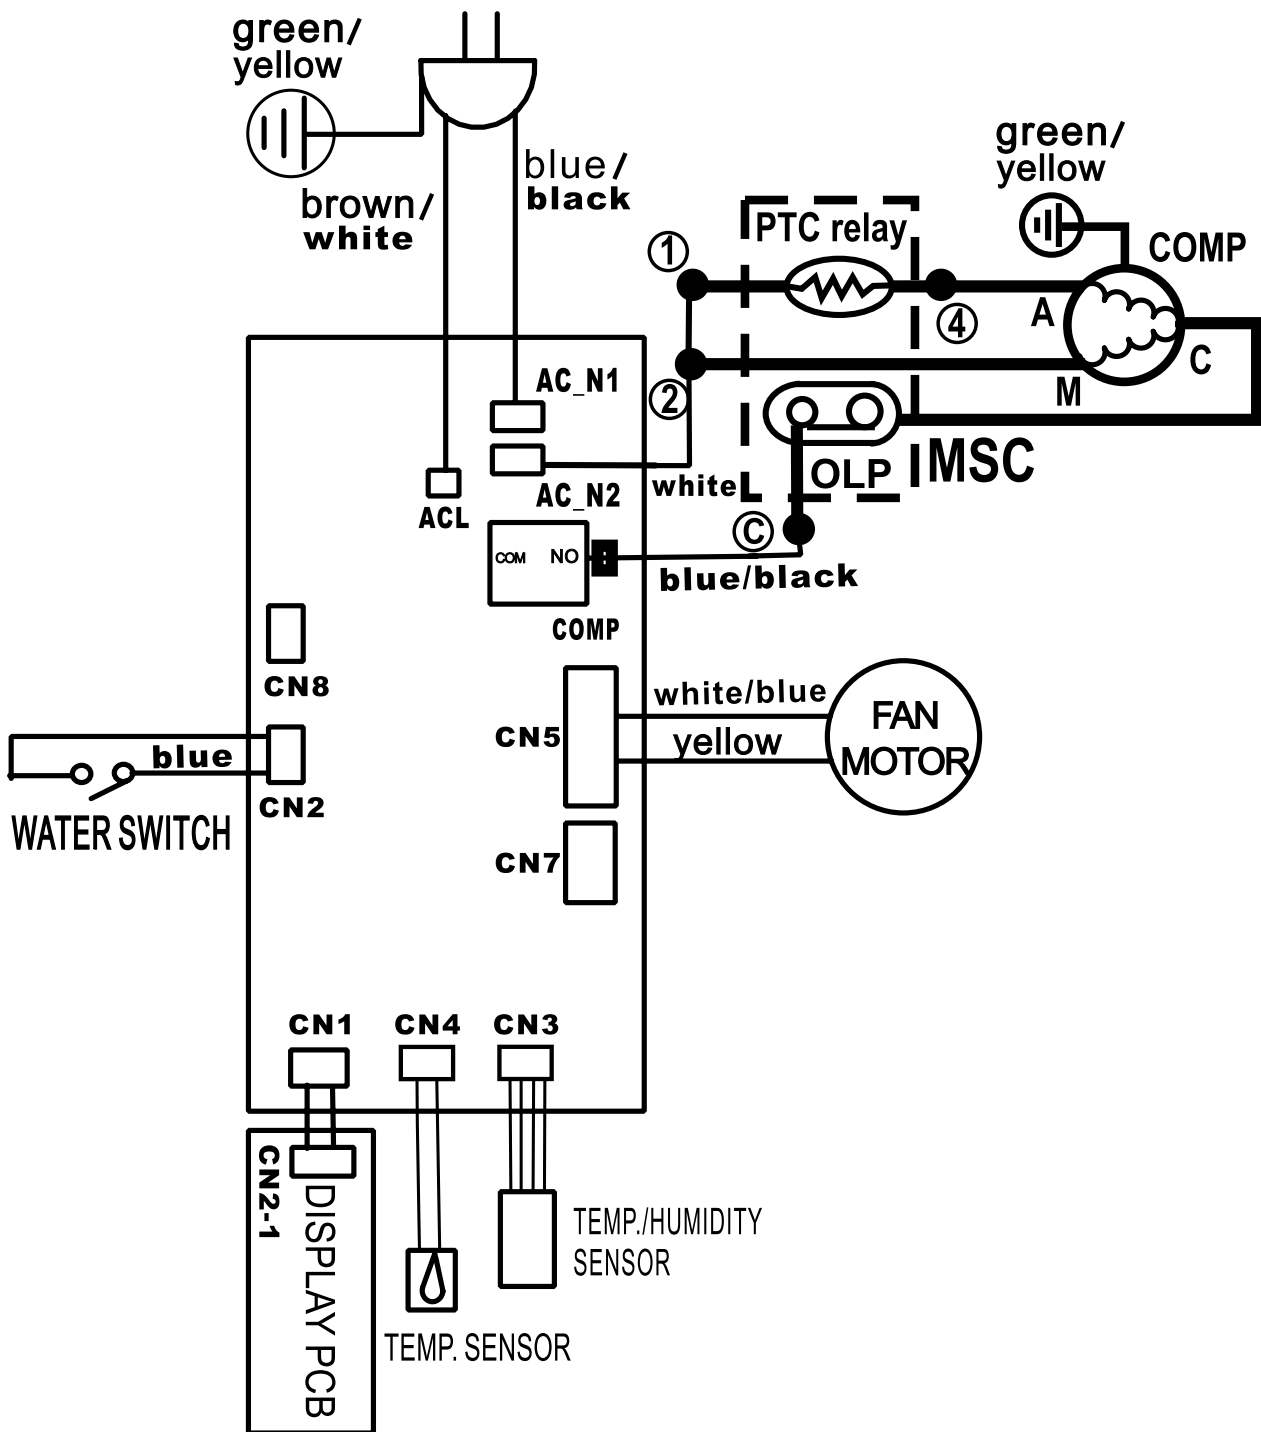 green/
yellow
brown/
white
blue/
black
green/
yellow
PTC relay
COMP
1
4
A
C
M
2
AC_N1
AC_N2
ACL
white
OLP
MSC
C
COM
NO
blue/black
COMP
CN8
white/blue
yellow
FAN
MOTOR
CN5
blue
CN2
WATER SWITCH
CN7
CN1
CN4
CN3
CN2-1
DISPLAY PCB
TEMP./HUMIDITY
SENSOR
TEMP. SENSOR